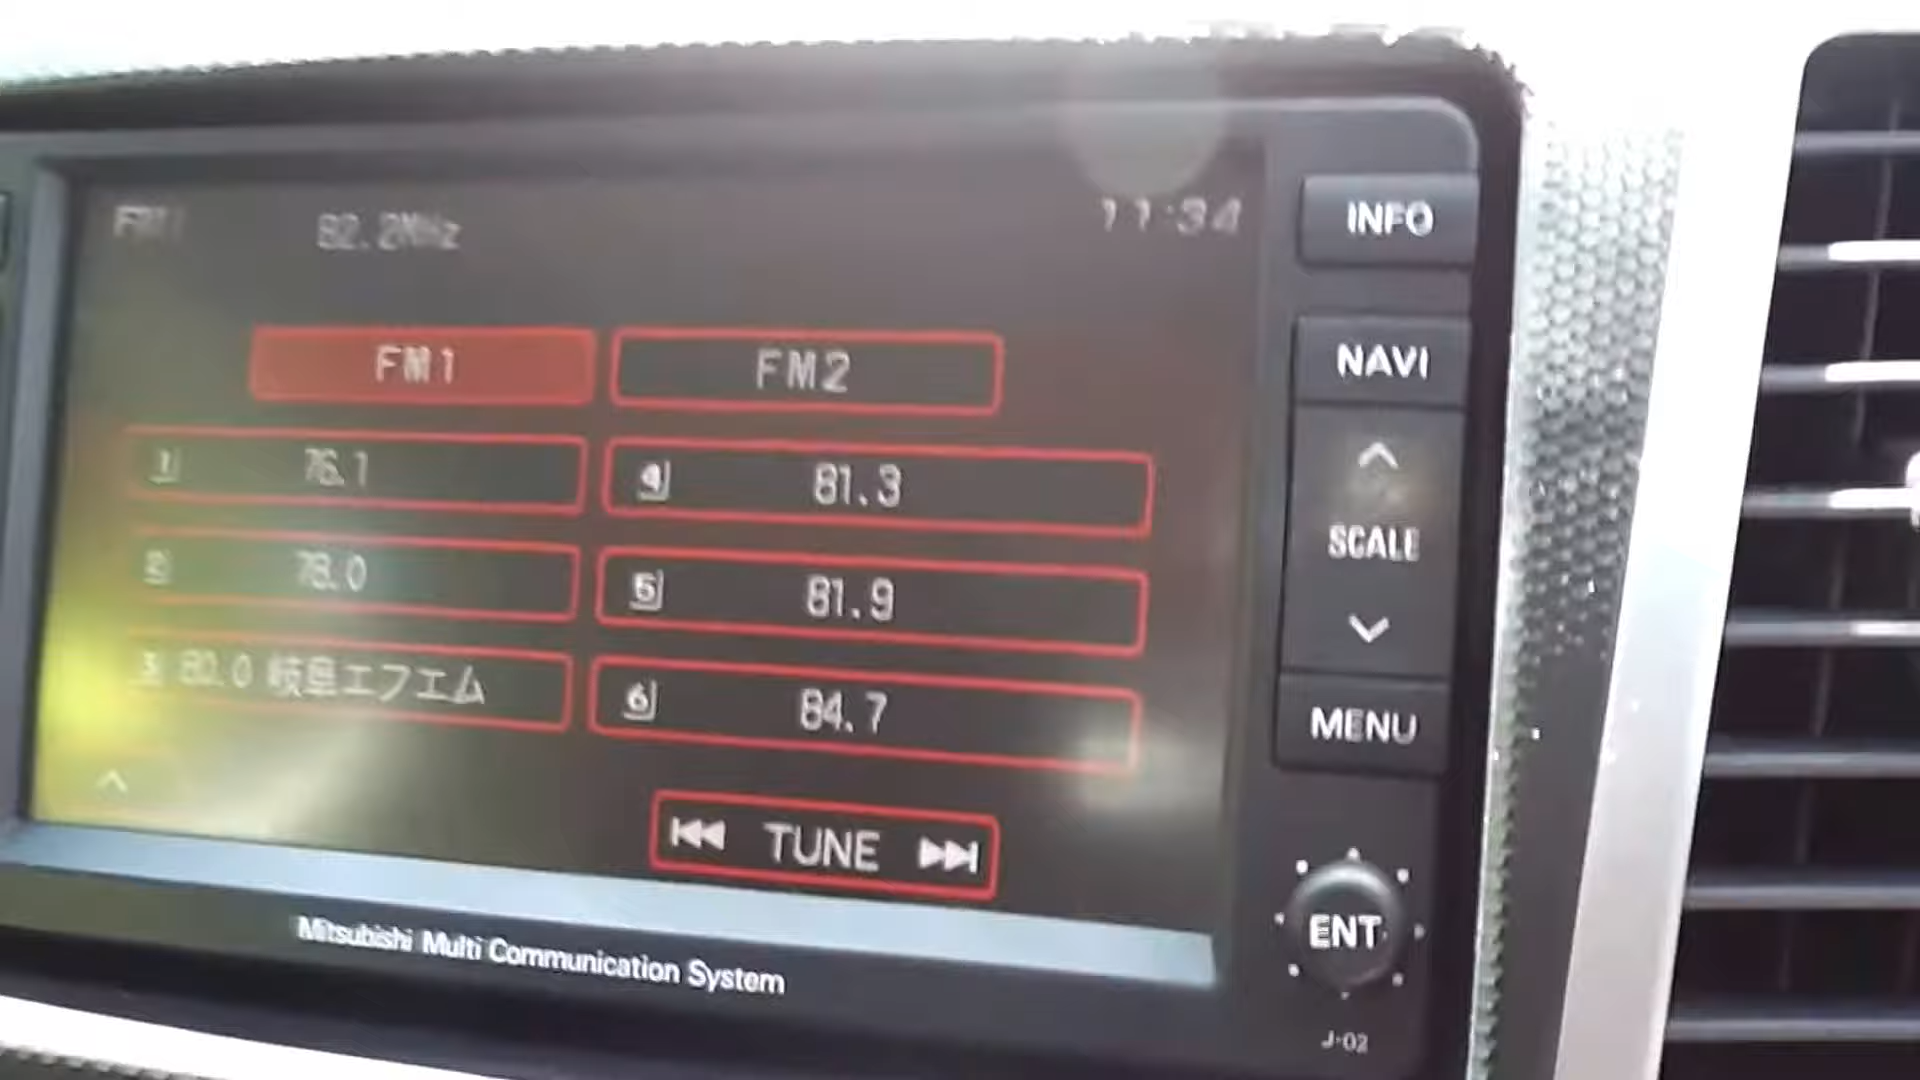 FM1 82.2MHz 11:34
FM1 FM2
1 76.1
2 78.0
3 80.0 岐阜エフエム
4 81.3
5 81.9
6 84.7
TUNE
Mitsubishi Multi Communication System
INFO
NAVI
SCALE
MENU
ENT
J-02